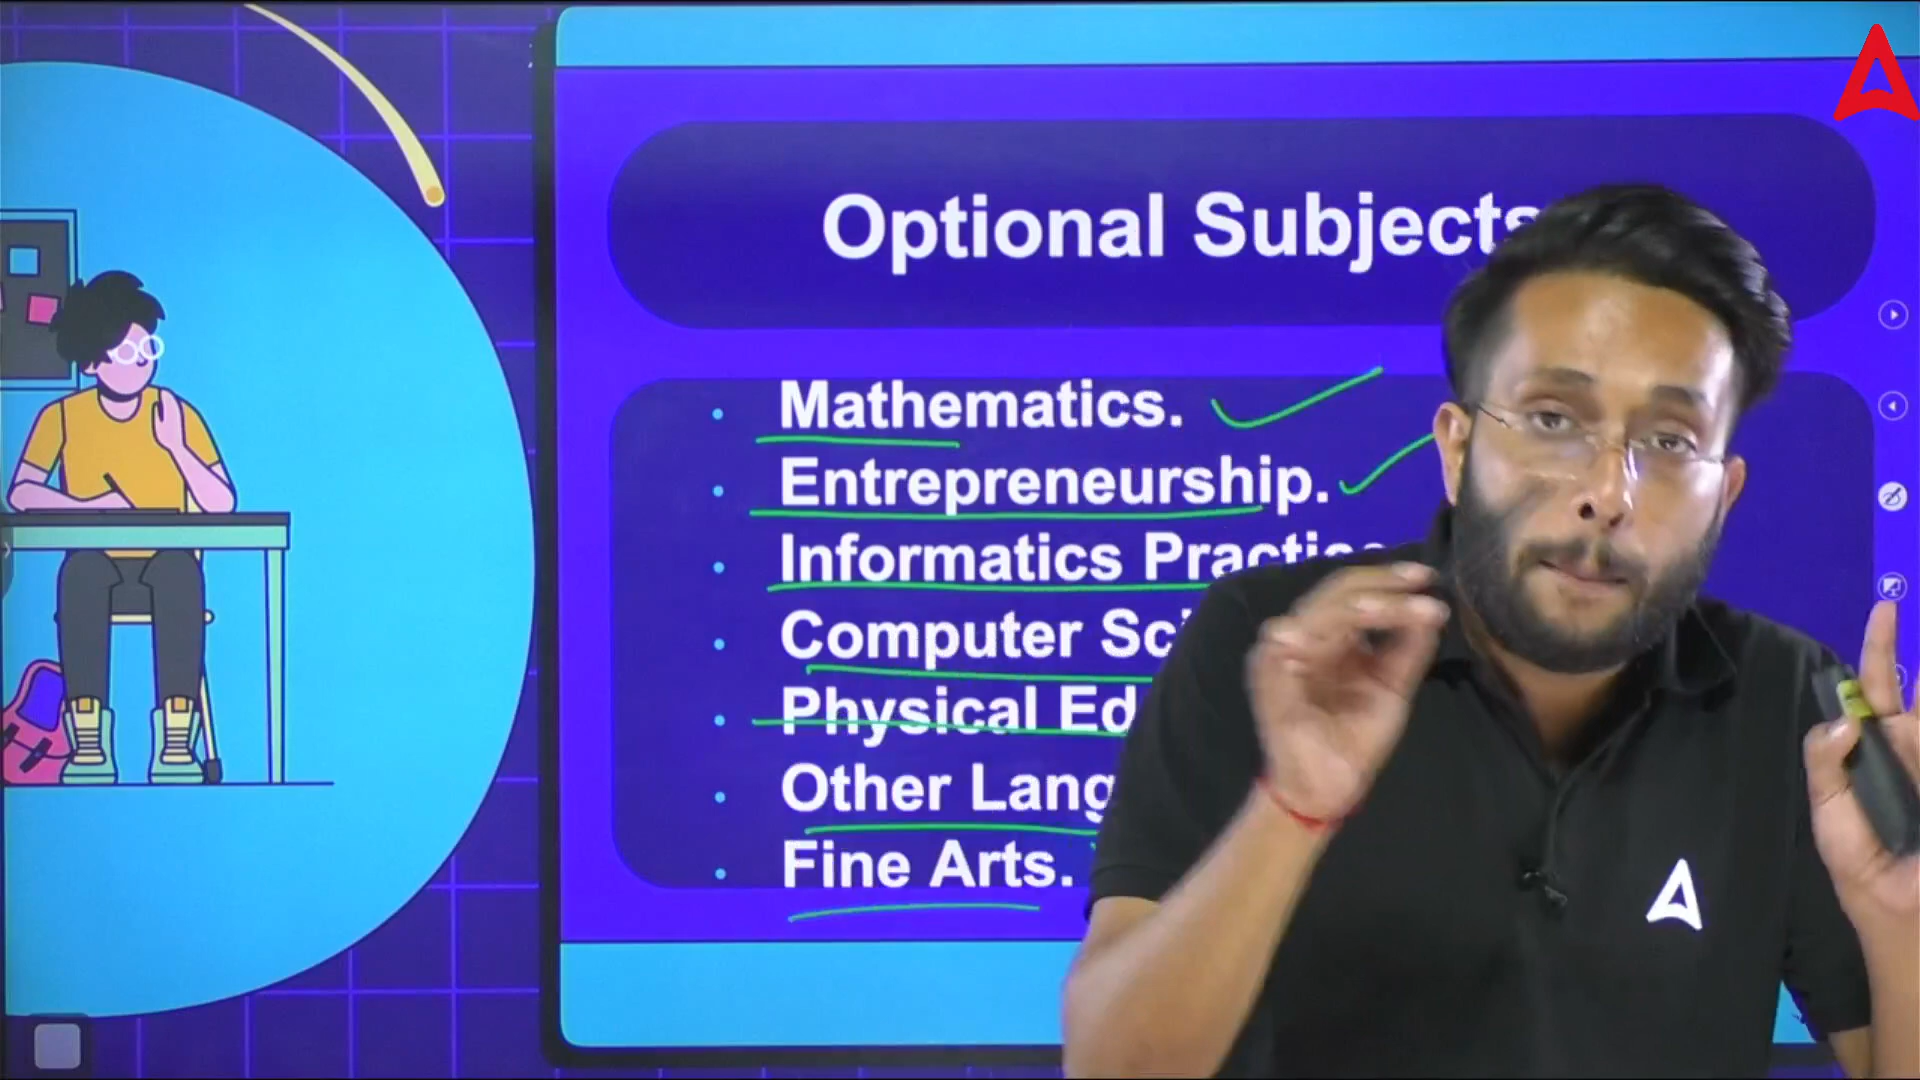 Optional Subjects
Mathematics.
Entrepreneurship.
Informatics
Computer
Physical
Other
Fine Arts.